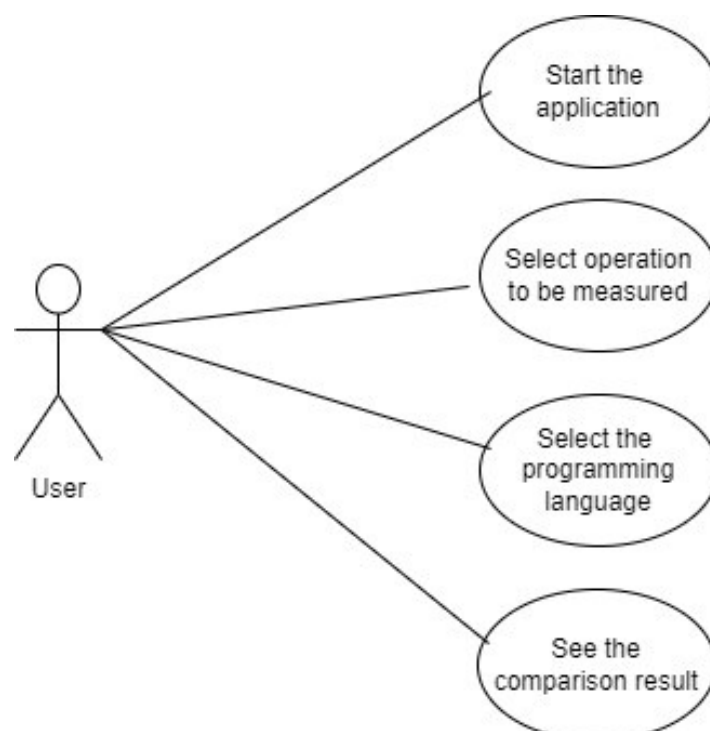 Start the
application
Select operation
to be measured
Select the
programming
language
User
See the
comparison result